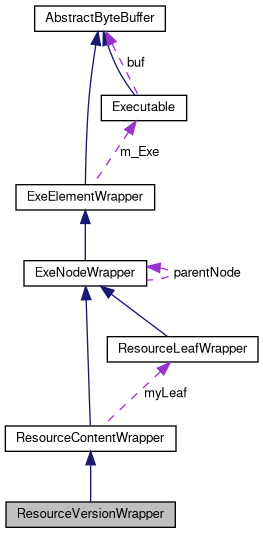 AbstractByteBuffer
buf
Executable
m_Exe
ExeElementWrapper
ExeNodeWrapper
parentNode
ResourceLeafWrapper
myLeaf
ResourceContentWrapper
ResourceVersionWrapper